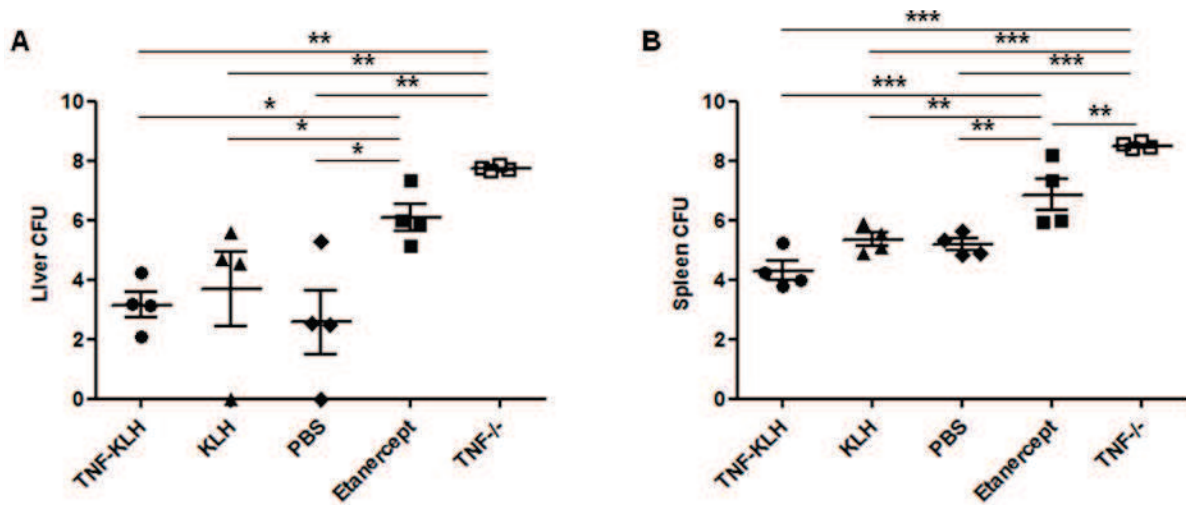 A
**
**
**
*
*
*
10
8
6
4
2
0
Liver CFU
TNF-KLH
KLH
PBS
Etanercept
TNF-/-
B
***
***
***
***
**
**
**
10
8
6
4
2
0
Spleen CFU
TNF-KLH
KLH
PBS
Etanercept
TNF-/-